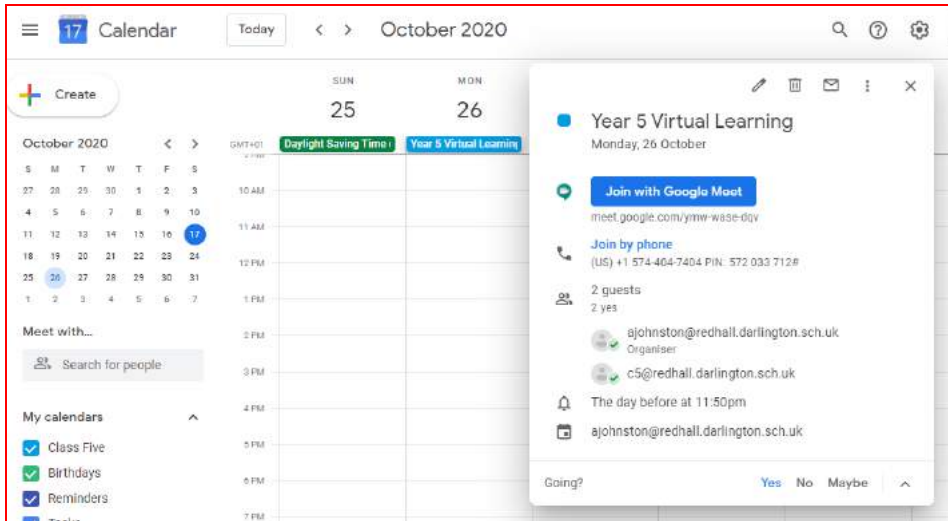 17 Calendar Today October 2020
Create
SUN MON
25 26
GMT+01 Daylight Saving Time Year 5 Virtual Learning
October 2020
S M T W T F S
27 28 29 30 1 2 3
4 5 6 7 8 9 10
11 12 13 14 15 16 17
18 19 20 21 22 23 24
25 26 27 28 29 30 31
1 2 3 4 5 6 7
Meet with...
Search for people
My calendars
Class Five
Birthdays
Reminders
Tasks
10 AM
11 AM
12 PM
1 PM
2 PM
3 PM
4 PM
5 PM
6 PM
7 PM
Year 5 Virtual Learning
Monday, 26 October
Join with Google Meet
meet.google.com/ymw-wase-dqv
Join by phone
(US) +1 574-404-7404 PIN: 572 033 712#
2 guests
2 yes
ajohnston@redhall.darlington.sch.uk
Organiser
c5@redhall.darlington.sch.uk
The day before at 11:50pm
ajohnston@redhall.darlington.sch.uk
Going? Yes No Maybe